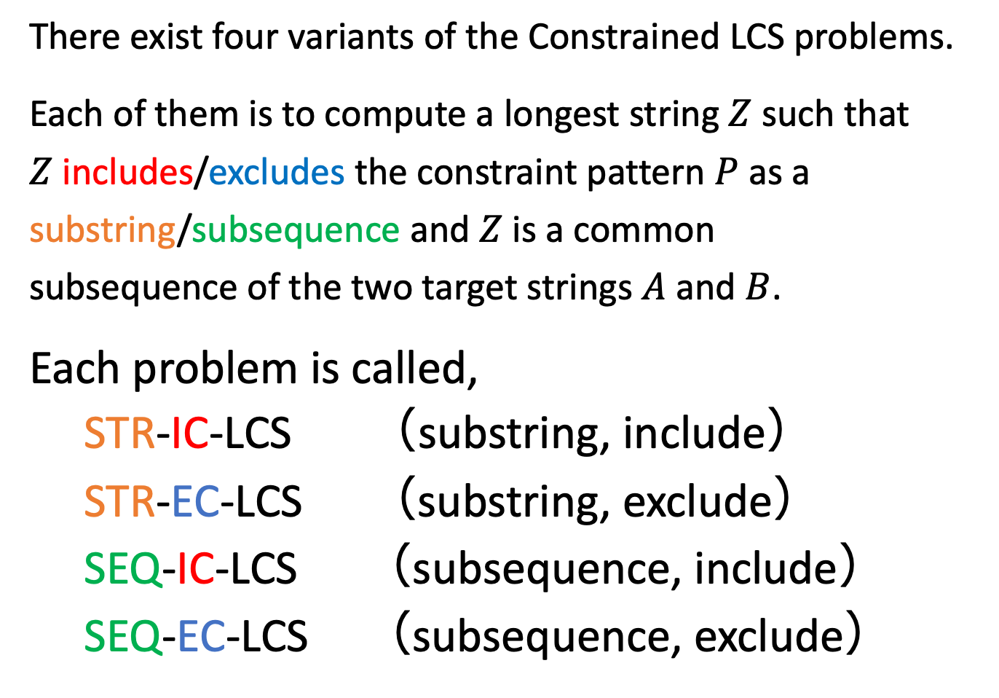 There exist four variants of the Constrained LCS problems.
Each of them is to compute a longest string Z such that
Z includes/excludes the constraint pattern P as a
substring/subsequence and Z is a common
subsequence of the two target strings A and B.
Each problem is called,
STR-IC-LCS （substring, include）
STR-EC-LCS （substring, exclude）
SEQ-IC-LCS （subsequence, include）
SEQ-EC-LCS （subsequence, exclude）